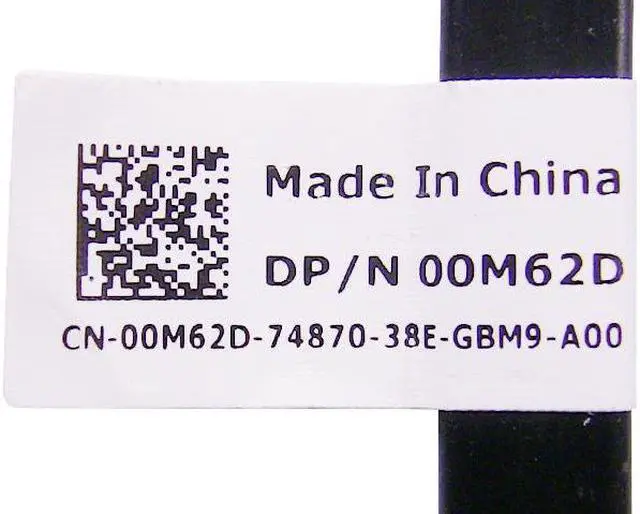 Made In China
DP/N 00M62D
CN-00M62D-74870-38E-GBM9-A00